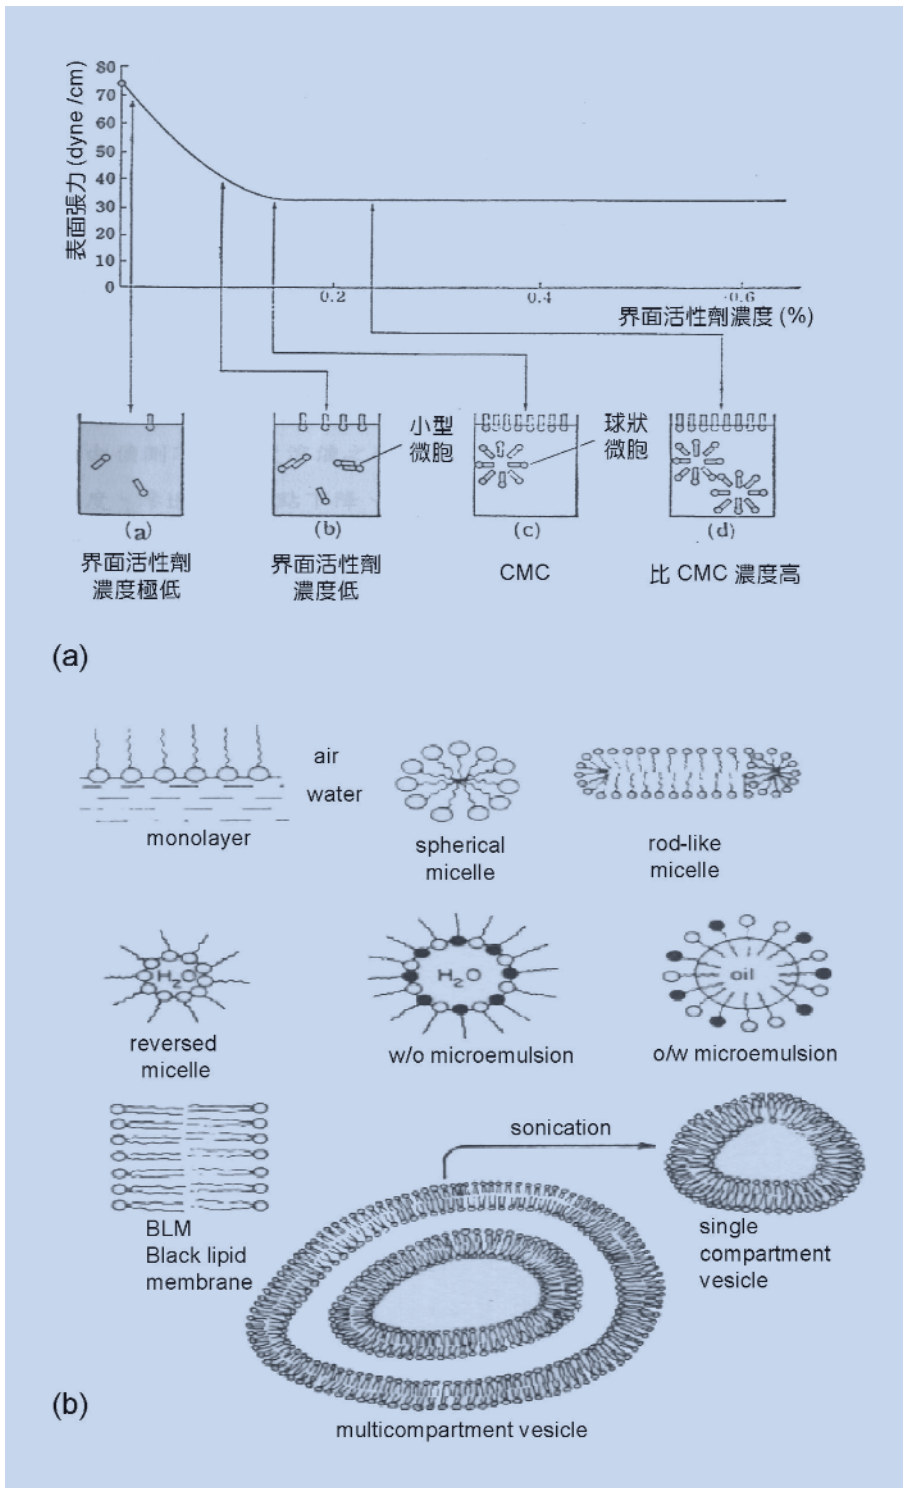 80
70
60
50
40
30
20
10
0
表面張力 (dyne /cm)
0.2
0.4
0.6
界面活性劑濃度 (%)
小型
微胞
球狀
微胞
(a)
(b)
(c)
(d)
界面活性劑
濃度極低
界面活性劑
濃度低
CMC
比 CMC 濃度高
(a)
air
water
monolayer
spherical
micelle
rod-like
micelle
H2O
reversed
micelle
H2O
w/o microemulsion
oil
o/w microemulsion
BLM
Black lipid
membrane
sonication
single
compartment
vesicle
multicompartment vesicle
(b)